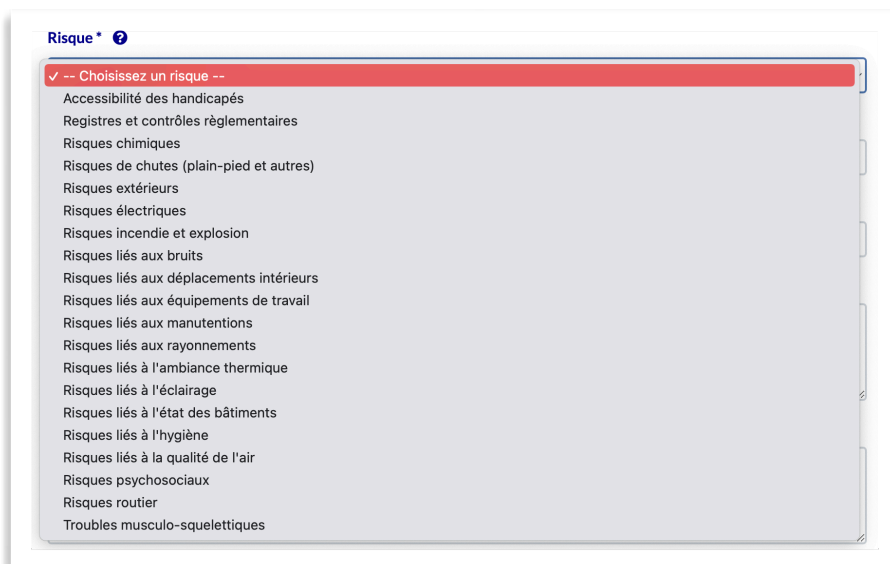 Risque * ?
✓ -- Choisissez un risque --
Accessibilité des handicapés
Registres et contrôles règlementaires
Risques chimiques
Risques de chutes (plain-pied et autres)
Risques extérieurs
Risques électriques
Risques incendie et explosion
Risques liés aux bruits
Risques liés aux déplacements intérieurs
Risques liés aux équipements de travail
Risques liés aux manutentions
Risques liés aux rayonnements
Risques liés à l'ambiance thermique
Risques liés à l'éclairage
Risques liés à l'état des bâtiments
Risques liés à l'hygiène
Risques liés à la qualité de l'air
Risques psychosociaux
Risques routier
Troubles musculo-squelettiques